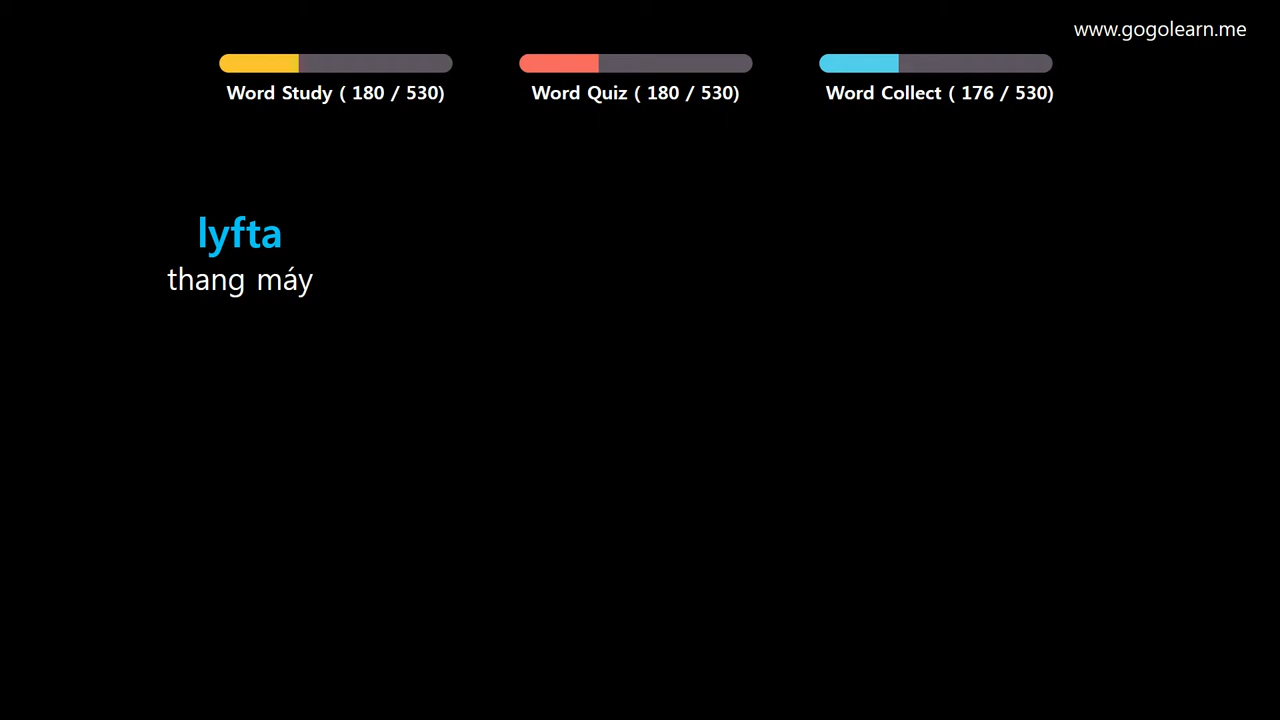 www.gogolearn.me
Word Study ( 180 / 530)
Word Quiz ( 180 / 530)
Word Collect ( 176 / 530)
lyfta
thang máy